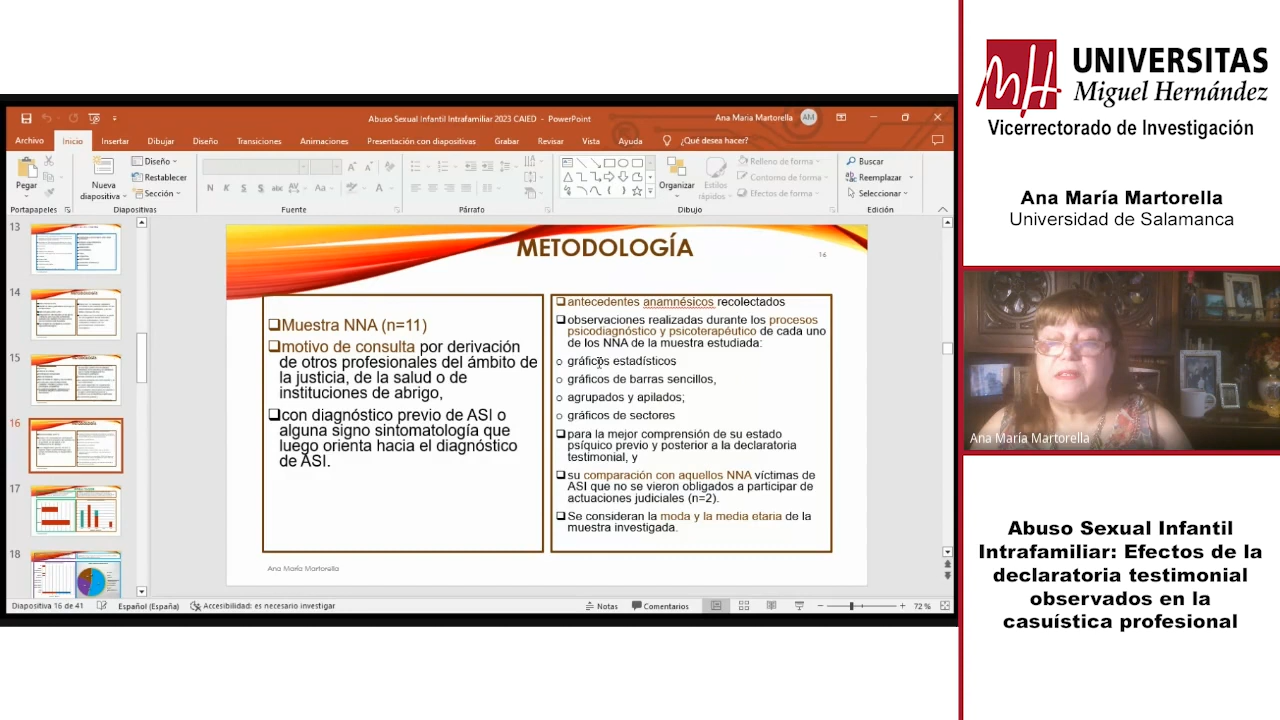 Abuso Sexual Infantil Intrafamiliar 2023 CAIED - PowerPoint
Ana Maria Martorella
AM
Archivo
Inicio
Insertar
Dibujar
Diseño
Transiciones
Animaciones
Presentación con diapositivas
Grabar
Revisar
Vista
Ayuda
¿Qué desea hacer?
Pegar
Nueva
diapositiva
Diseño
Restablecer
Sección
N K S S abc AV Aa A
Organizar
Estilos
rápidos
Relleno de forma
Contorno de forma
Efectos de forma
Buscar
Reemplazar
Seleccionar
Portapapeles
Diapositivas
Fuente
Párrafo
Dibujo
Edición
13
14
15
16
17
18
METODOLOGÍA
16
Muestra NNA (n=11)
motivo de consulta por derivación
de otros profesionales del ámbito de
la justicia, de la salud o de
instituciones de abrigo,
con diagnóstico previo de ASI o
alguna signo sintomatología que
luego orienta hacia el diagnóstico
de ASI.
antecedentes anamnésicos recolectados
observaciones realizadas durante los procesos
psicodiagnóstico y psicoterapéutico de cada uno
de los NNA de la muestra estudiada:
o gráficos estadísticos
o gráficos de barras sencillos,
o agrupados y apilados;
o gráficos de sectores
para la mejor comprensión de su estado
psíquico previo y posterior a la declaratoria
testimonial, y
su comparación con aquellos NNA víctimas de
ASI que no se vieron obligados a participar de
actuaciones judiciales (n=2).
Se consideran la moda y la media etaria de la
muestra investigada.
Ana María Martorella
Diapositiva 16 de 41
Español (España)
Accesibilidad: es necesario investigar
Notas
Comentarios
72 %
UNIVERSITAS
Miguel Hernández
Vicerrectorado de Investigación
Ana María Martorella
Universidad de Salamanca
Ana María Martorella
Abuso Sexual Infantil
Intrafamiliar: Efectos de la
declaratoria testimonial
observados en la
casuística profesional